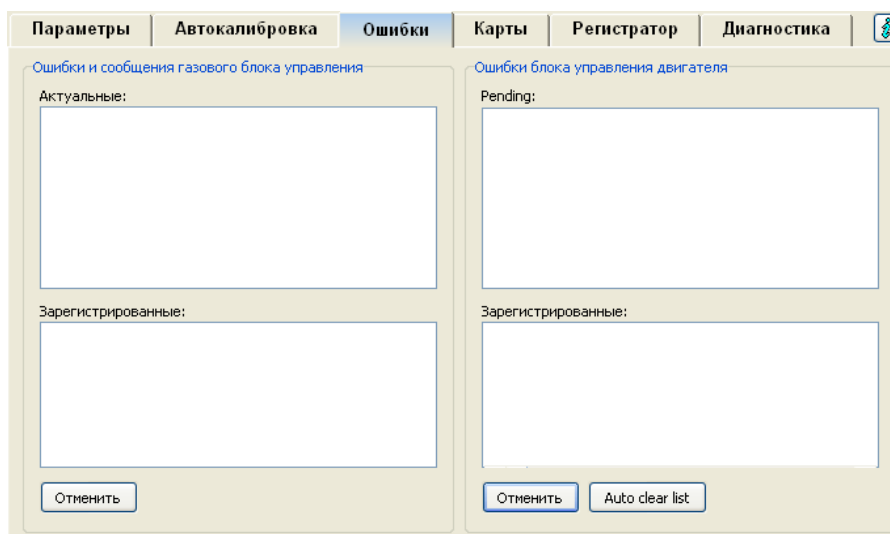 Параметры Автокалибровка Ошибки Карты Регистратор Диагностика
Ошибки и сообщения газового блока управления
Актуальные:
Зарегистрированные:
Отменить
Ошибки блока управления двигателя
Pending:
Зарегистрированные:
Отменить Auto clear list